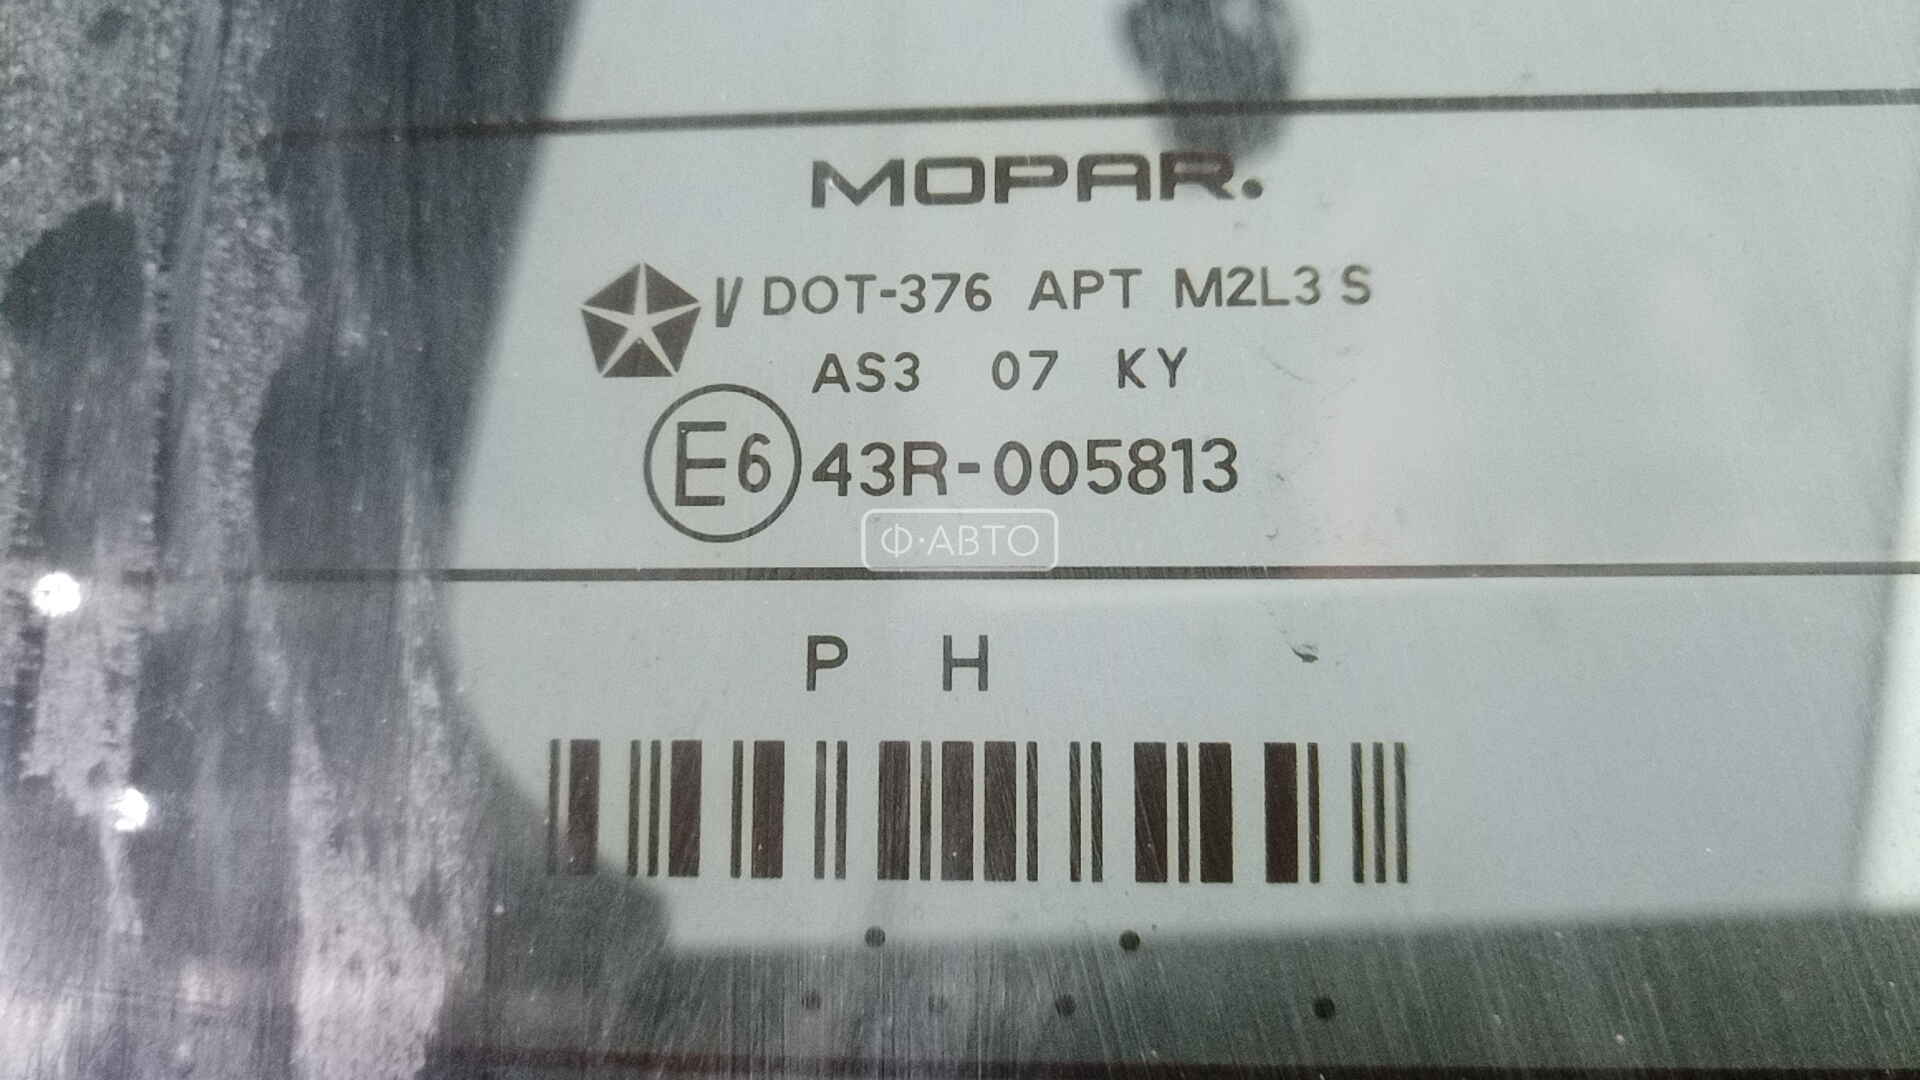 MOPAR.
V DOT-376 APT M2L3 S
AS3 07 KY
E6 43R-005813
Ф·АВТО
P H